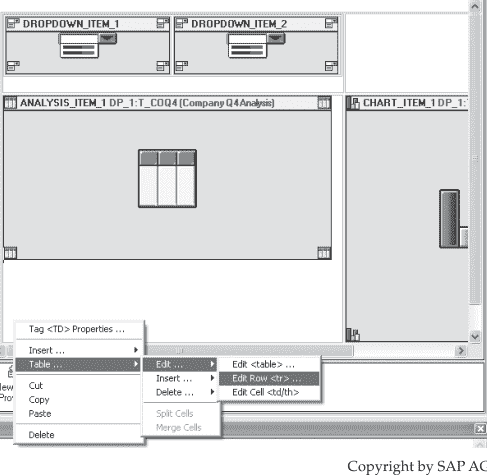 DROPDOWN_ITEM_1
DROPDOWN_ITEM_2
ANALYSIS_ITEM_1 DP_1:T_COQ4 (Company Q4 Analysis)
CHART_ITEM_1 DP_1:
Tag <TD> Properties ...
Insert ...
Table ...
Cut
Copy
Paste
Delete
Edit ...
Insert ...
Delete ...
Split Cells
Merge Cells
Edit <table> ...
Edit Row <tr> ...
Edit Cell <td/th>
Copyright by SAP AG